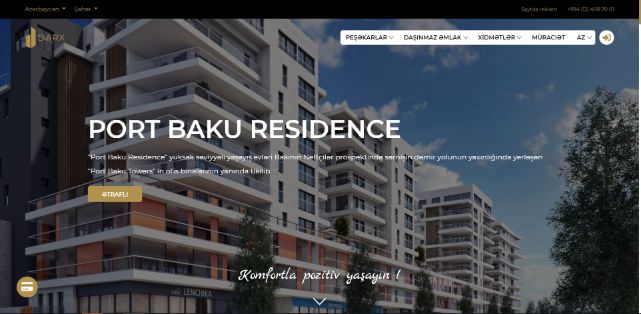 Azərbaycan Şəhər Saytda reklam +994 (12) 408 70 01
DARX PEŞƏKARLAR DAŞINMAZ ƏMLAK XİDMƏTLƏR MÜRACİƏT AZ
PORT BAKU RESIDENCE
"Port Baku Residence" yüksək səviyyəli yaşayış evləri Bakının Neftçilər prospektində sərnişin dəmir yolunun yaxınlığında yerləşən
"Port Baku Towers" in ofis binalarının yanında tikilib.
ƏTRAFLI
Komfortla pozitiv yaşayın !
cafe LENCHIKA